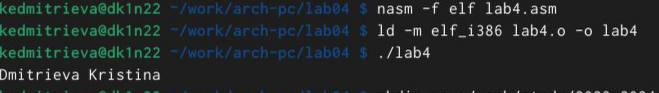 kedmitrieva@dk1n22 ~/work/arch-pc/lab04 $ nasm -f elf lab4.asm
kedmitrieva@dk1n22 ~/work/arch-pc/lab04 $ ld -m elf_i386 lab4.o -o lab4
kedmitrieva@dk1n22 ~/work/arch-pc/lab04 $ ./lab4
Dmitrieva Kristina